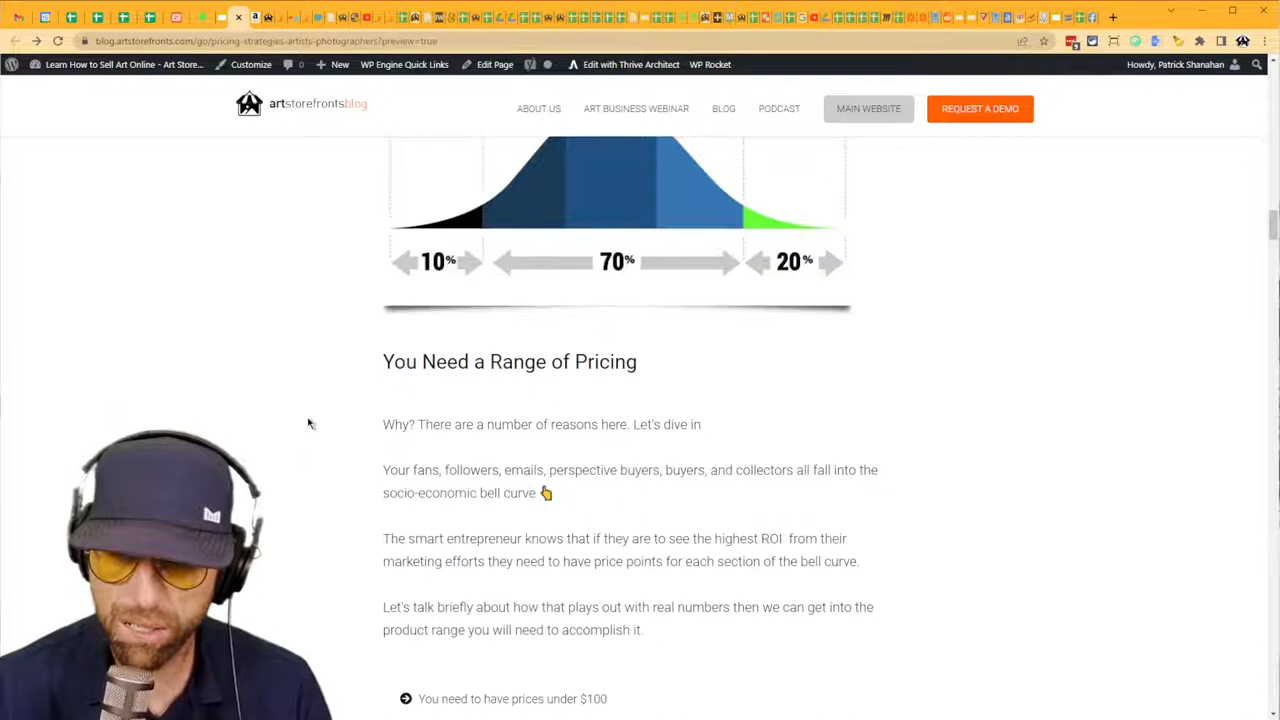 blog.artstorefronts.com/go/pricing-strategies-artists-photographers?preview=true
Learn How to Sell Art Online - Art Store... Customize 0 New WP Engine Quick Links Edit Page Edit with Thrive Architect WP Rocket Howdy, Patrick Shanahan
artstorefrontsblog ABOUT US ART BUSINESS WEBINAR BLOG PODCAST MAIN WEBSITE REQUEST A DEMO
10% 70% 20%
You Need a Range of Pricing
Why? There are a number of reasons here. Let's dive in
Your fans, followers, emails, perspective buyers, buyers, and collectors all fall into the
socio-economic bell curve
The smart entrepreneur knows that if they are to see the highest ROI from their
marketing efforts they need to have price points for each section of the bell curve.
Let's talk briefly about how that plays out with real numbers then we can get into the
product range you will need to accomplish it.
You need to have prices under $100